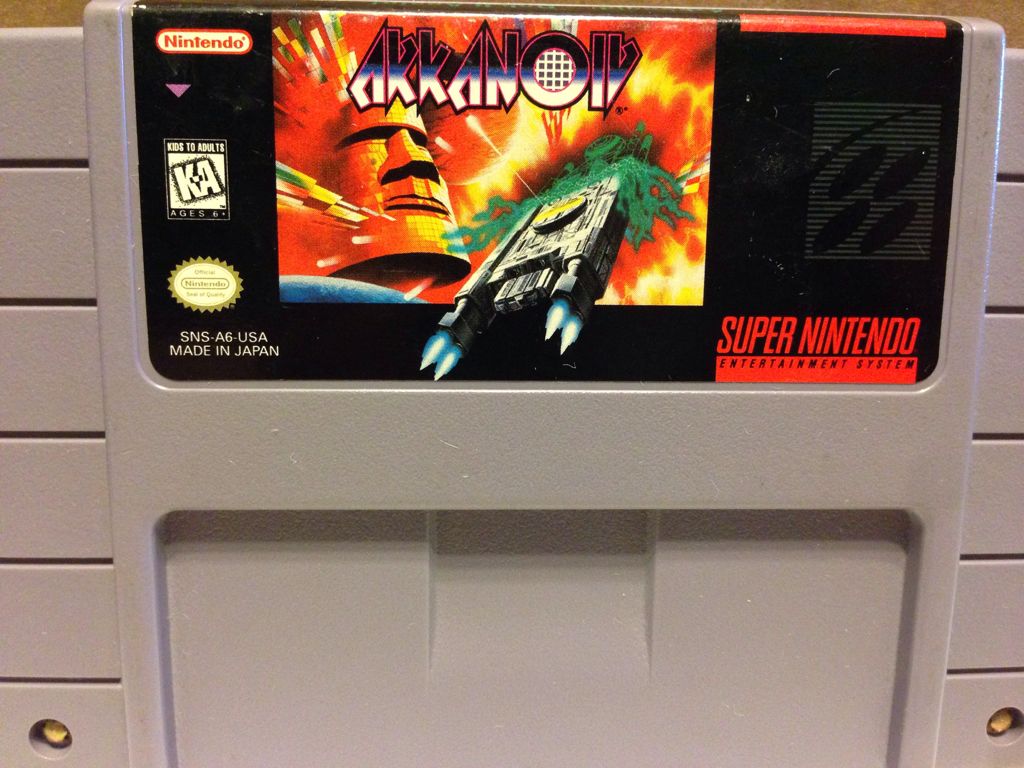 Nintendo®
ARKANOID®
KIDS TO ADULTS
K-A
AGES 6+
Official
Nintendo
Seal of Quality
SNS-A6-USA
MADE IN JAPAN
SUPER NINTENDO
ENTERTAINMENT SYSTEM